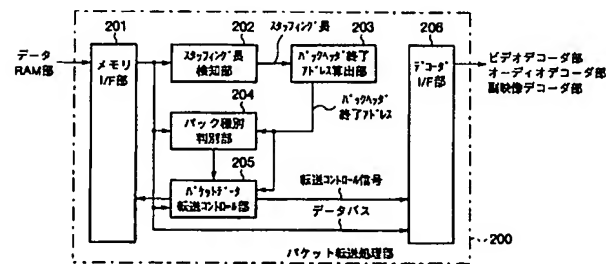 201
202
スタッフィング長
203
206
データ
RAM部
メモリ
I/F部
スタッフィング長
検知部
パックヘッダ終了
アドレス算出部
デコーダ
I/F部
ビデオデコーダ部
オーディオデコーダ部
副映像デコーダ部
204
パック種別
判別部
パックヘッダ
終了アドレス
205
パケットデータ
転送コントロール部
転送コントロール信号
データバス
200
パケット転送処理部